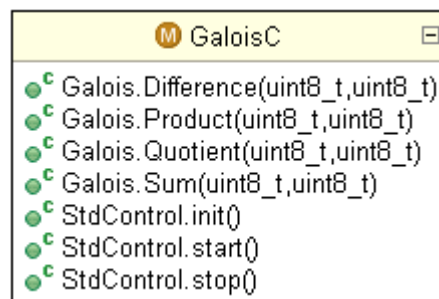 M GaloisC
c Galois.Difference(uint8_t,uint8_t)
c Galois.Product(uint8_t,uint8_t)
c Galois.Quotient(uint8_t,uint8_t)
c Galois.Sum(uint8_t,uint8_t)
c StdControl.init()
c StdControl.start()
c StdControl.stop()